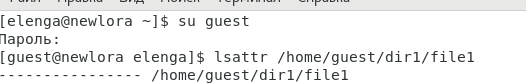 [elenga@newlora ~]$ su guest
Пароль:
[guest@newlora elenga]$ lsattr /home/guest/dir1/file1
---------------- /home/guest/dir1/file1